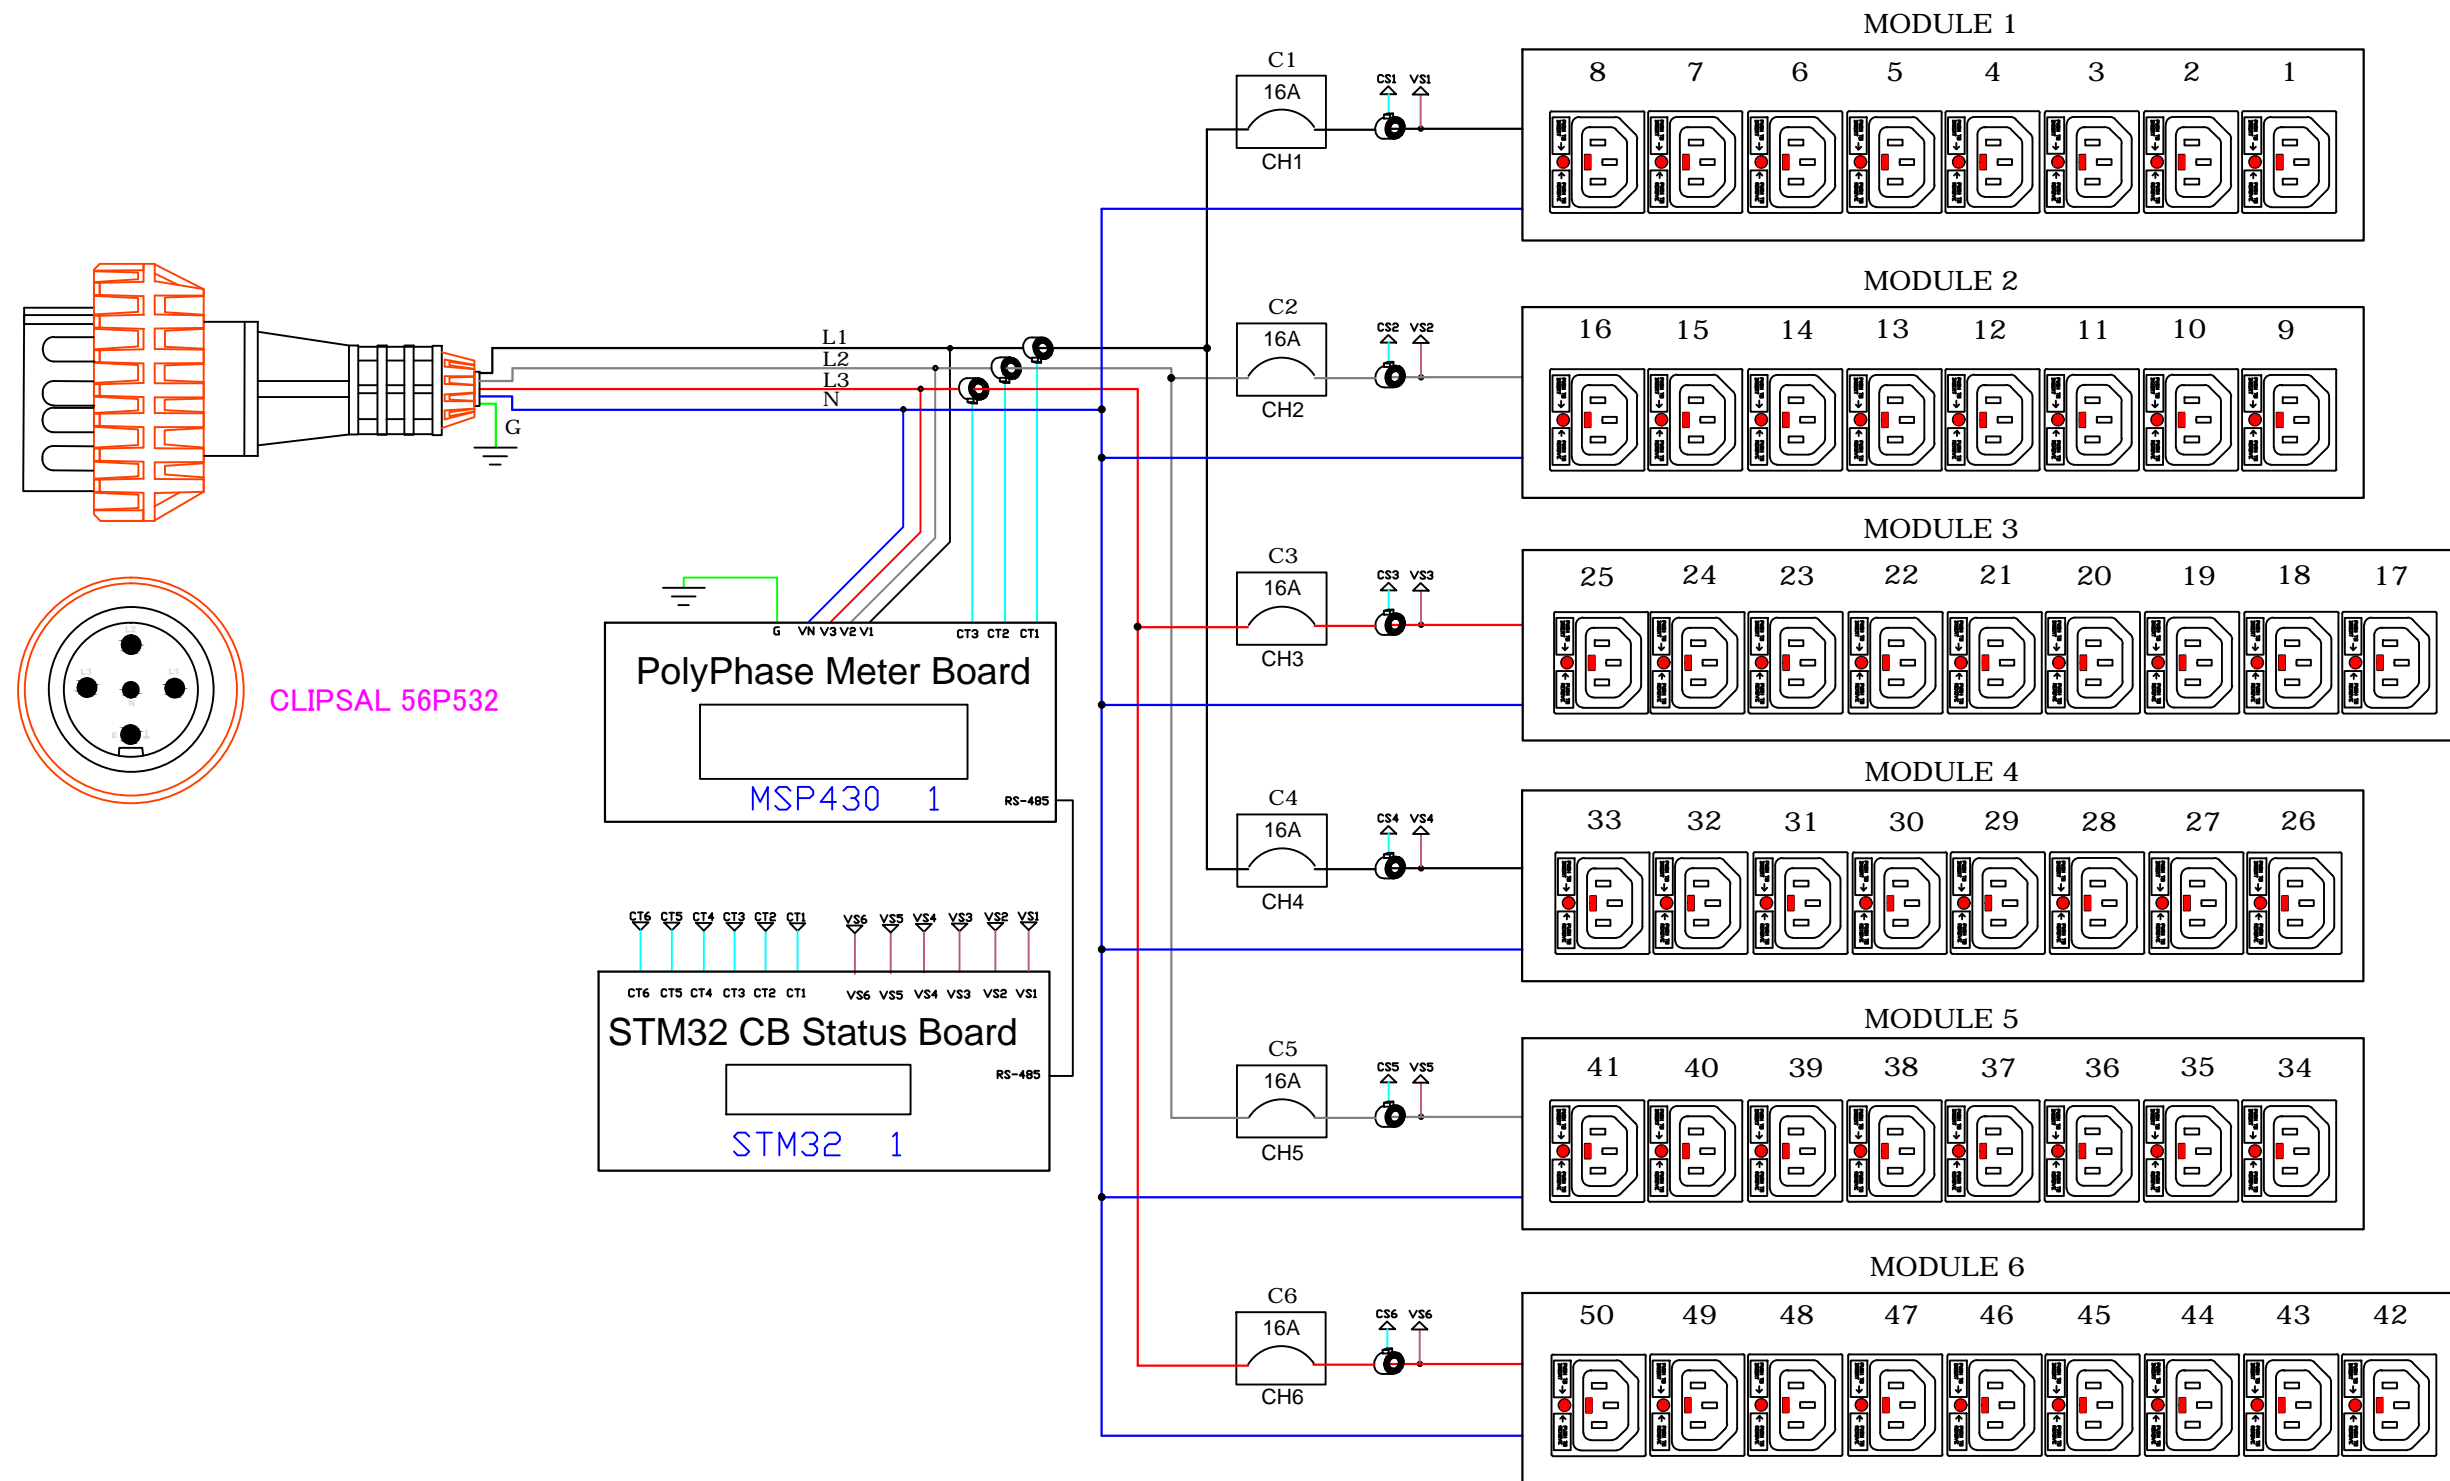 MODULE 1
8 7 6 5 4 3 2 1
C1
16A
CH1
CS1 VS1
MODULE 2
16 15 14 13 12 11 10 9
C2
16A
CH2
CS2 VS2
L1
L2
L3
N
G
MODULE 3
25 24 23 22 21 20 19 18 17
C3
16A
CH3
CS3 VS3
G VN V3 V2 V1 CT3 CT2 CT1
PolyPhase Meter Board
MSP430 1
RS-485
L2
L3 L1
N
E
CLIPSAL 56P532
MODULE 4
33 32 31 30 29 28 27 26
C4
16A
CH4
CS4 VS4
CT6 CT5 CT4 CT3 CT2 CT1 VS6 VS5 VS4 VS3 VS2 VS1
CT6 CT5 CT4 CT3 CT2 CT1 VS6 VS5 VS4 VS3 VS2 VS1
STM32 CB Status Board
RS-485
STM32 1
MODULE 5
41 40 39 38 37 36 35 34
C5
16A
CH5
CS5 VS5
MODULE 6
50 49 48 47 46 45 44 43 42
C6
16A
CH6
CS6 VS6